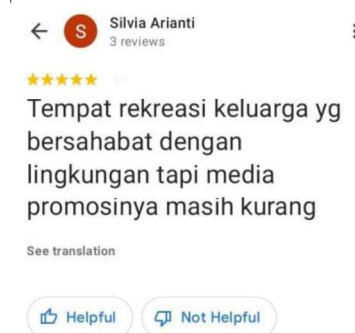 S
Silvia Arianti
3 reviews
Tempat rekreasi keluarga yg
bersahabat dengan
lingkungan tapi media
promosinya masih kurang
See translation
Helpful
Not Helpful